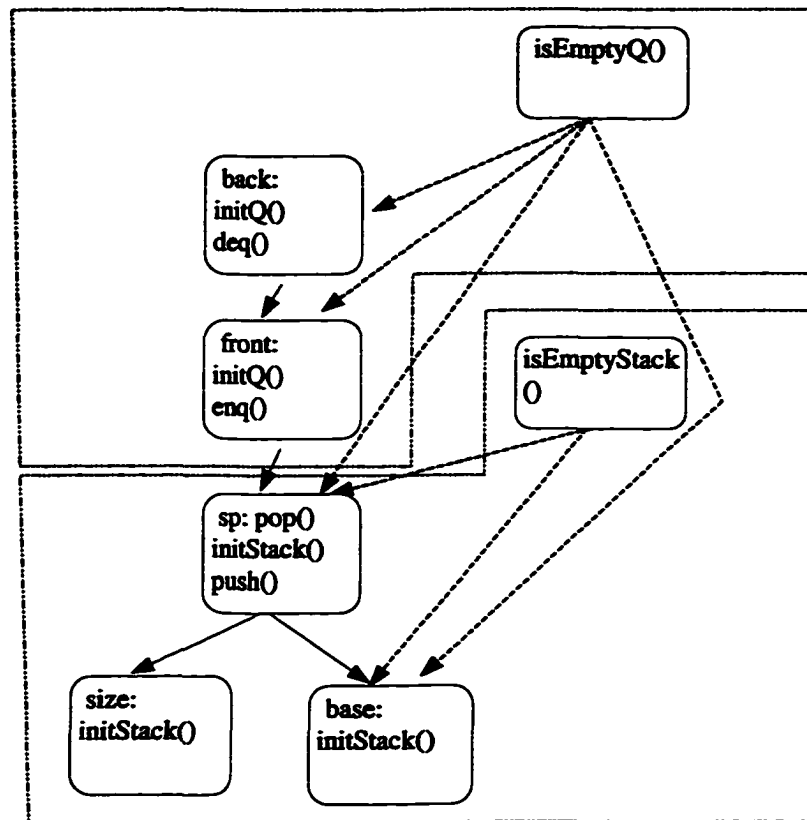 isEmptyQ()
back:
initQ()
deq()
front:
initQ()
enq()
isEmptyStack
()
sp: pop()
initStack()
push()
size:
initStack()
base:
initStack()